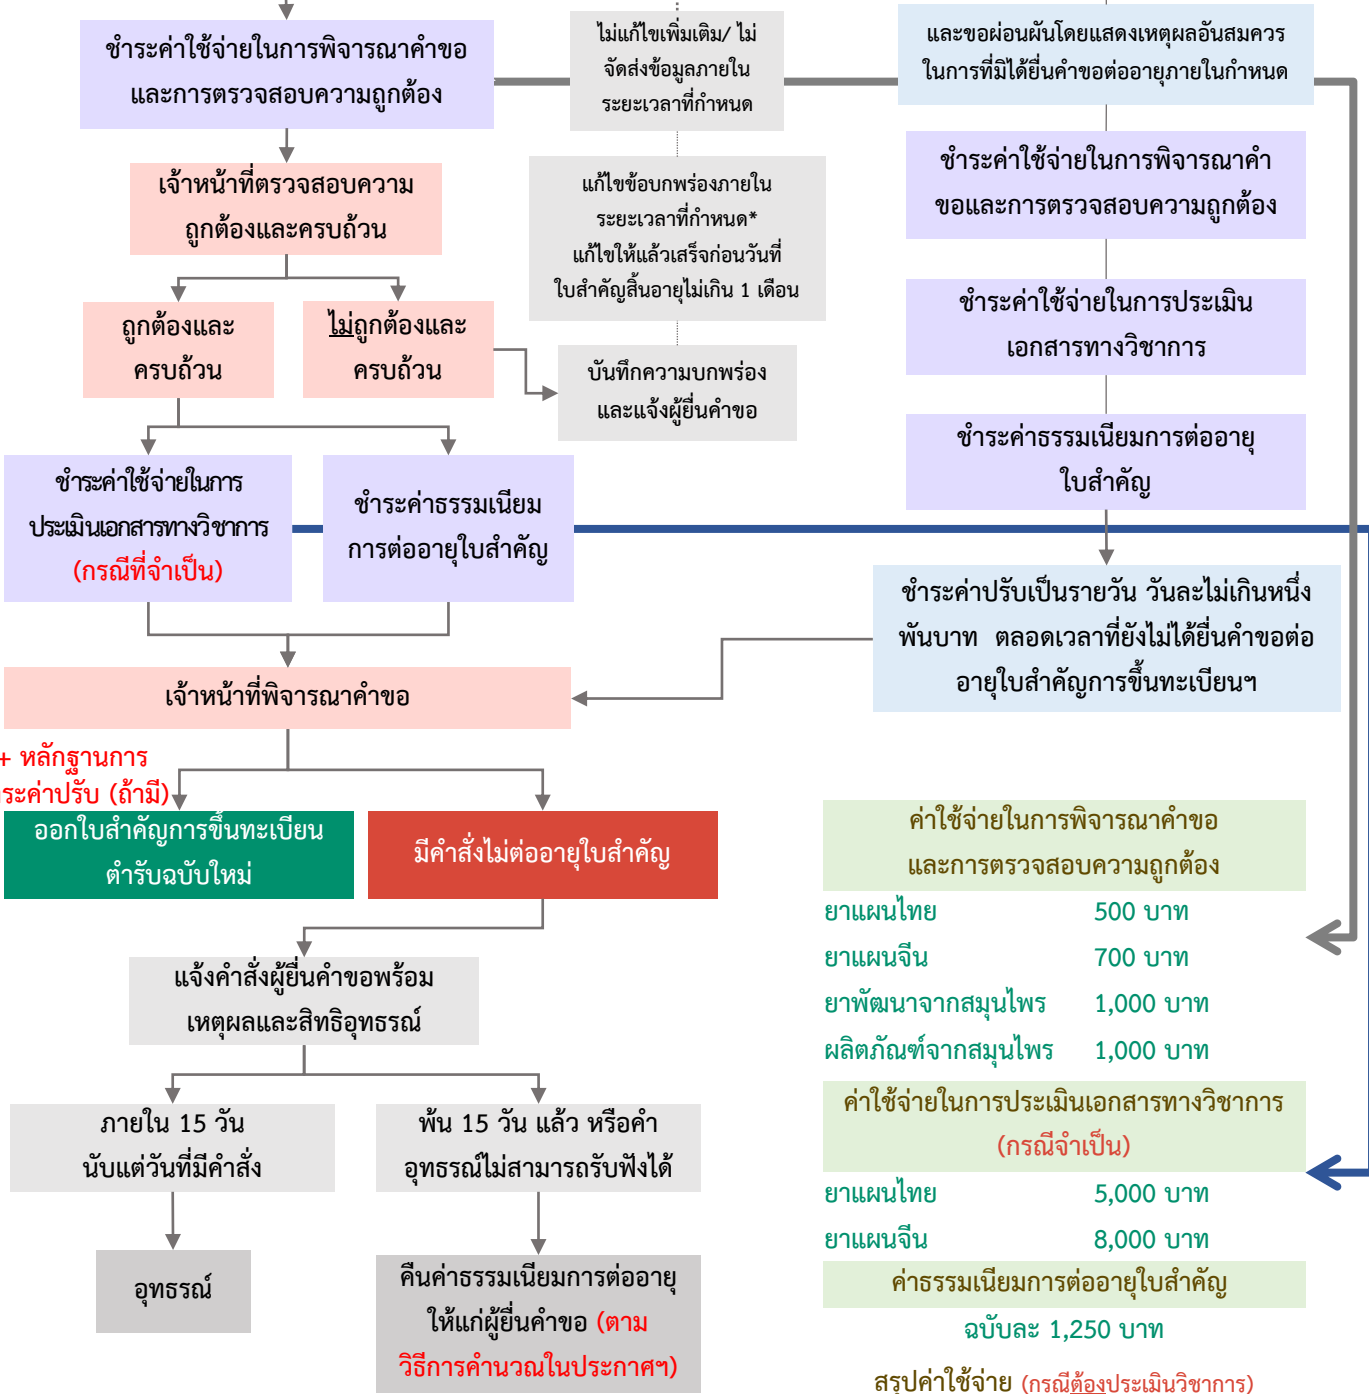 ชำระค่าใช้จ่ายในการพิจารณาคำขอ
และการตรวจสอบความถูกต้อง
เจ้าหน้าที่ตรวจสอบความ
ถูกต้องและครบถ้วน
ถูกต้องและ
ครบถ้วน
ไม่ถูกต้องและ
ครบถ้วน
ไม่แก้ไขเพิ่มเติม/ ไม่
จัดส่งข้อมูลภายใน
ระยะเวลาที่กำหนด
แก้ไขข้อบกพร่องภายใน
ระยะเวลาที่กำหนด*
แก้ไขให้แล้วเสร็จก่อนวันที่
ใบสำคัญสิ้นอายุไม่เกิน 1 เดือน
บันทึกความบกพร่อง
และแจ้งผู้ยื่นคำขอ
และขอผ่อนผันโดยแสดงเหตุผลอันสมควร
ในการที่มิได้ยื่นคำขอต่ออายุภายในกำหนด
ชำระค่าใช้จ่ายในการพิจารณาคำ
ขอและการตรวจสอบความถูกต้อง
ชำระค่าใช้จ่ายในการประเมิน
เอกสารทางวิชาการ
ชำระค่าธรรมเนียมการต่ออายุ
ใบสำคัญ
ชำระค่าปรับเป็นรายวัน วันละไม่เกินหนึ่ง
พันบาท ตลอดเวลาที่ยังไม่ได้ยื่นคำขอต่อ
อายุใบสำคัญการขึ้นทะเบียนฯ
ชำระค่าใช้จ่ายในการ
ประเมินเอกสารทางวิชาการ
(กรณีที่จำเป็น)
ชำระค่าธรรมเนียม
การต่ออายุใบสำคัญ
เจ้าหน้าที่พิจารณาคำขอ
+ หลักฐานการ
ระค่าปรับ (ถ้ามี)
ออกใบสำคัญการขึ้นทะเบียน
ตำรับฉบับใหม่
มีคำสั่งไม่ต่ออายุใบสำคัญ
แจ้งคำสั่งผู้ยื่นคำขอพร้อม
เหตุผลและสิทธิอุทธรณ์
ภายใน 15 วัน
นับแต่วันที่มีคำสั่ง
พ้น 15 วัน แล้ว หรือคำ
อุทธรณ์ไม่สามารถรับฟังได้
อุทธรณ์
คืนค่าธรรมเนียมการต่ออายุ
ให้แก่ผู้ยื่นคำขอ (ตาม
วิธีการคำนวณในประกาศฯ)
ค่าใช้จ่ายในการพิจารณาคำขอ
และการตรวจสอบความถูกต้อง
ยาแผนไทย 500 บาท
ยาแผนจีน 700 บาท
ยาพัฒนาจากสมุนไพร 1,000 บาท
ผลิตภัณฑ์จากสมุนไพร 1,000 บาท
ค่าใช้จ่ายในการประเมินเอกสารทางวิชาการ
(กรณีจำเป็น)
ยาแผนไทย 5,000 บาท
ยาแผนจีน 8,000 บาท
ค่าธรรมเนียมการต่ออายุใบสำคัญ
ฉบับละ 1,250 บาท
สรุปค่าใช้จ่าย (กรณีต้องประเมินวิชาการ)